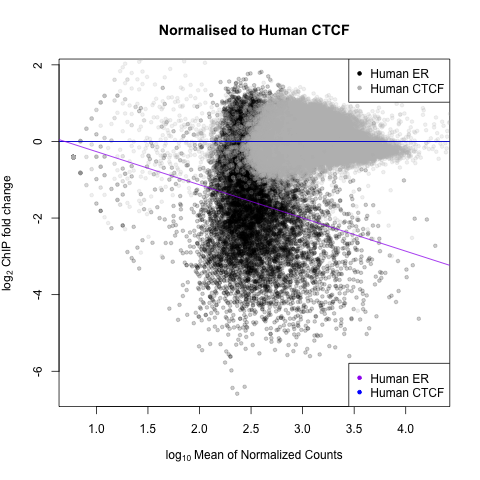 Normalised to Human CTCF
Human ER
Human CTCF
2
0
-2
-4
-6
log2 ChIP fold change
Human ER
Human CTCF
1.0 1.5 2.0 2.5 3.0 3.5 4.0
log10 Mean of Normalized Counts